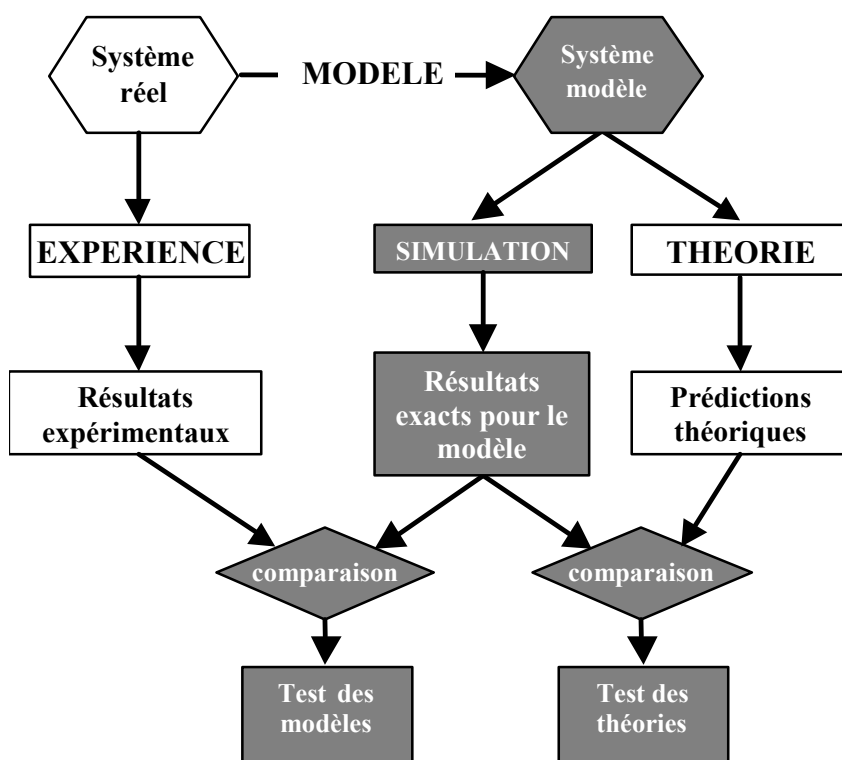 Système
réel
MODELE
Système
modèle
EXPERIENCE
SIMULATION
THEORIE
Résultats
expérimentaux
Résultats
exacts pour le
modèle
Prédictions
théoriques
comparaison
comparaison
Test des
modèles
Test des
théories